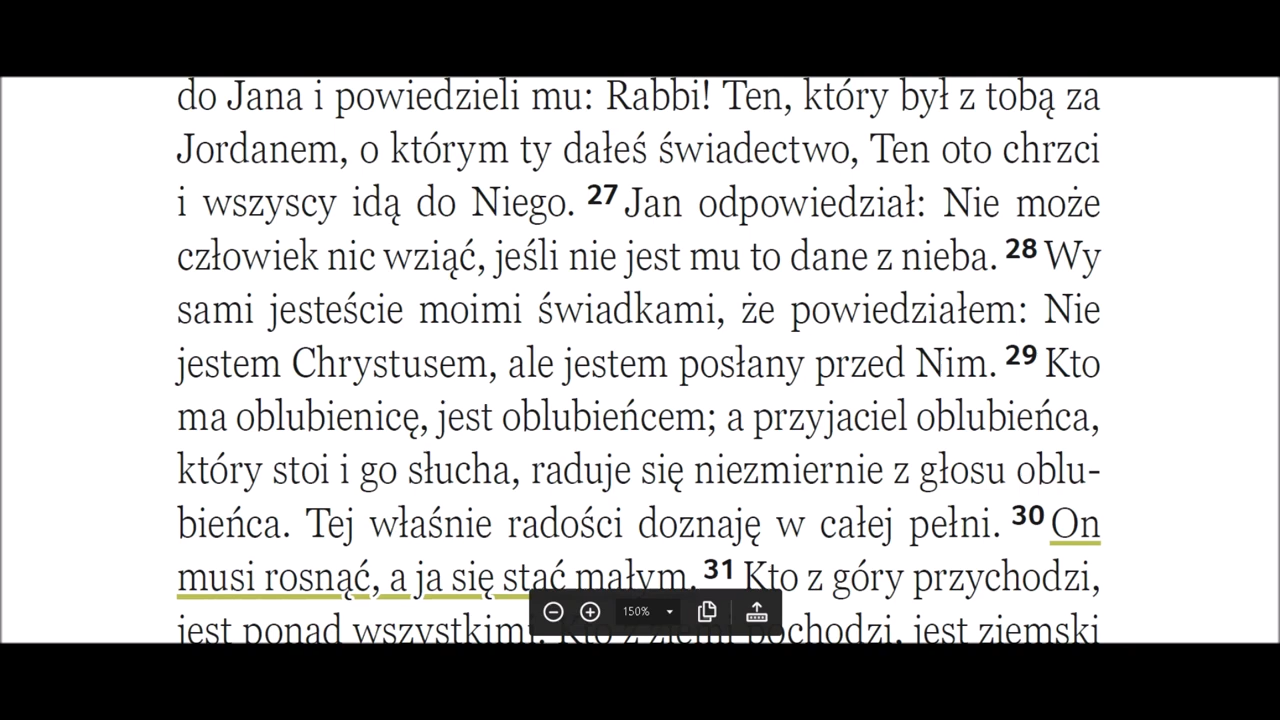 do Jana i powiedzieli mu: Rabbi! Ten, który był z tobą za
Jordanem, o którym ty dałeś świadectwo, Ten oto chrzci
i wszyscy idą do Niego. 27 Jan odpowiedział: Nie może
człowiek nic wziąć, jeśli nie jest mu to dane z nieba. 28 Wy
sami jesteście moimi świadkami, że powiedziałem: Nie
jestem Chrystusem, ale jestem posłany przed Nim. 29 Kto
ma oblubienicę, jest oblubieńcem; a przyjaciel oblubieńca,
który stoi i go słucha, raduje się niezmiernie z głosu oblu-
bieńca. Tej właśnie radości doznaję w całej pełni. 30 On
musi rosnąć, a ja się stać małym. 31 Kto z góry przychodzi,
jest ponad wszystkimi. Kto z ziemi pochodzi, jest ziemski
150%